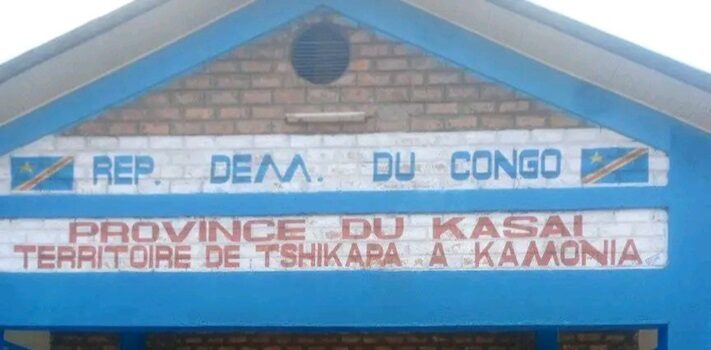 REP. DEM. DU CONGO
PROVINCE DU KASAI
TERRITOIRE DE TSHIKAPA A KAMONIA